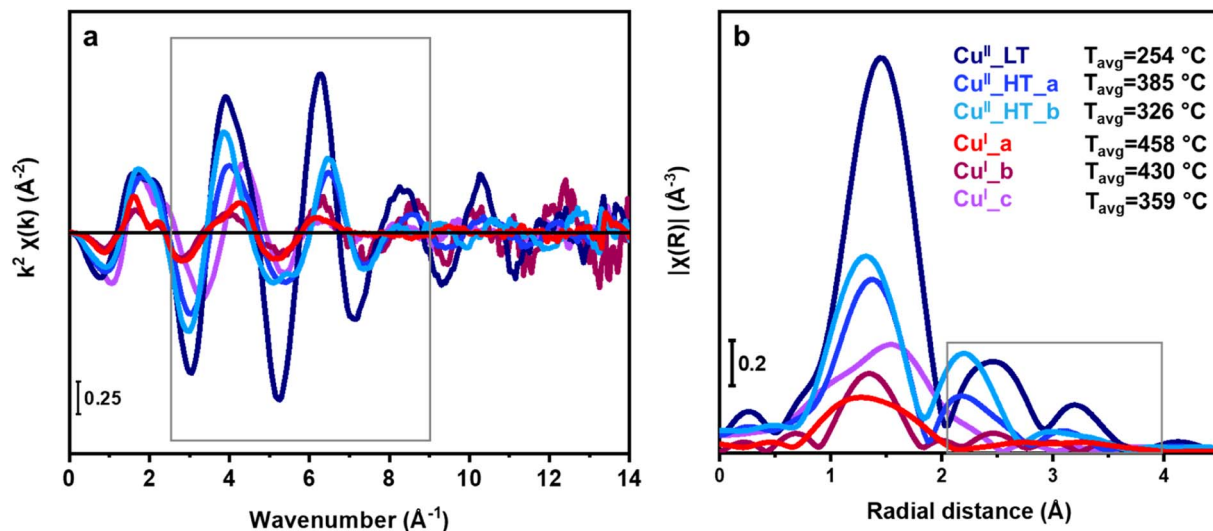 a
k² χ(k) (Å⁻²)
0.25
0 2 4 6 8 10 12 14
Wavenumber (Å⁻¹)
b
Cuᴵᴵ_LT Tavg=254 °C
Cuᴵᴵ_HT_a Tavg=385 °C
Cuᴵᴵ_HT_b Tavg=326 °C
Cuᴵ_a Tavg=458 °C
Cuᴵ_b Tavg=430 °C
Cuᴵ_c Tavg=359 °C
|χ(R)| (Å⁻³)
0.2
0 1 2 3 4
Radial distance (Å)